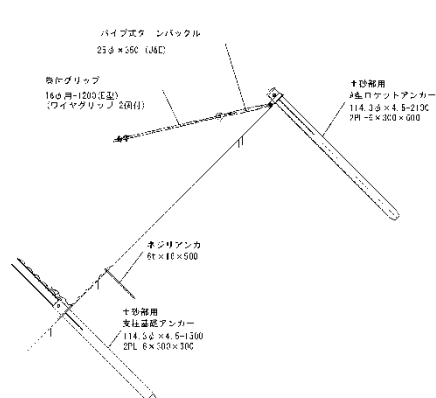 パイプ式ターンバックル
25φ×350 (J&E)
巻付グリップ
16φ用-1200(E型)
(ワイヤグリップ 2個付)
土砂部用
A型ロケットアンカー
114.3φ×4.5-2100
2PL-6×300×600
ネジリアンカ
6t×10×500
土砂部用
支柱基礎アンカー
114.3φ×4.5-1500
2PL-6×300×300